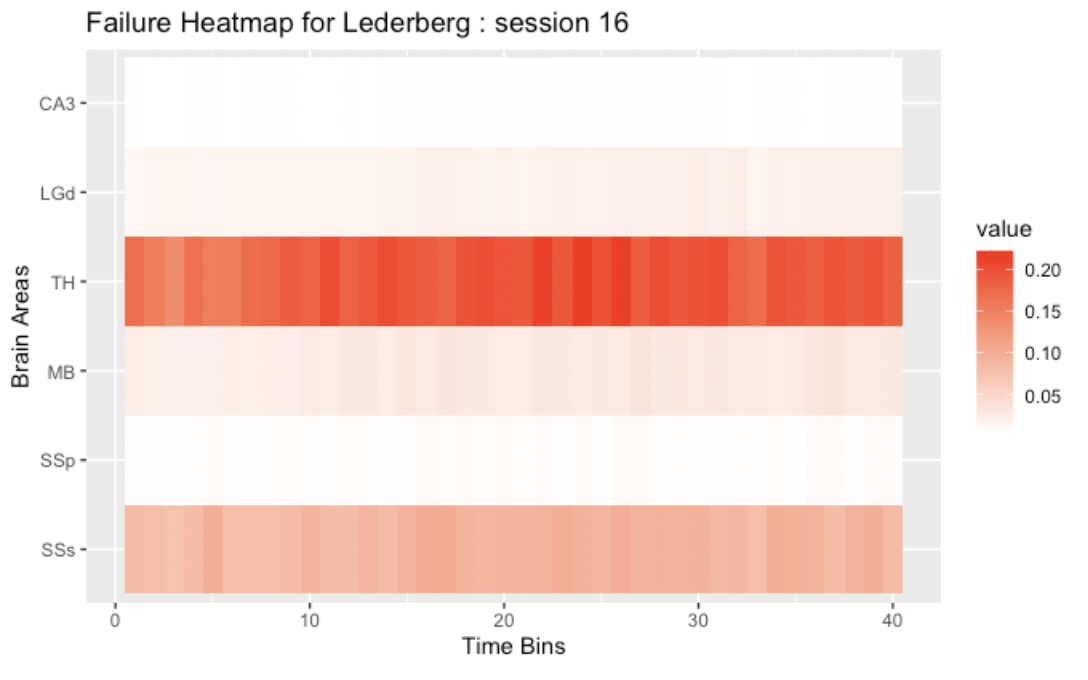 Failure Heatmap for Lederberg : session 16
Brain Areas
CA3
LGd
TH
MB
SSp
SSs
0 10 20 30 40
Time Bins
value
0.20
0.15
0.10
0.05